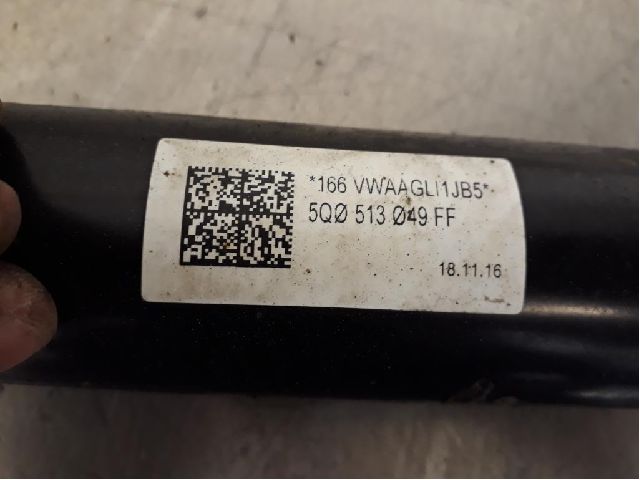 *166 VWAAGLI1JB5*
5QØ 513 Ø49 FF
18.11.16